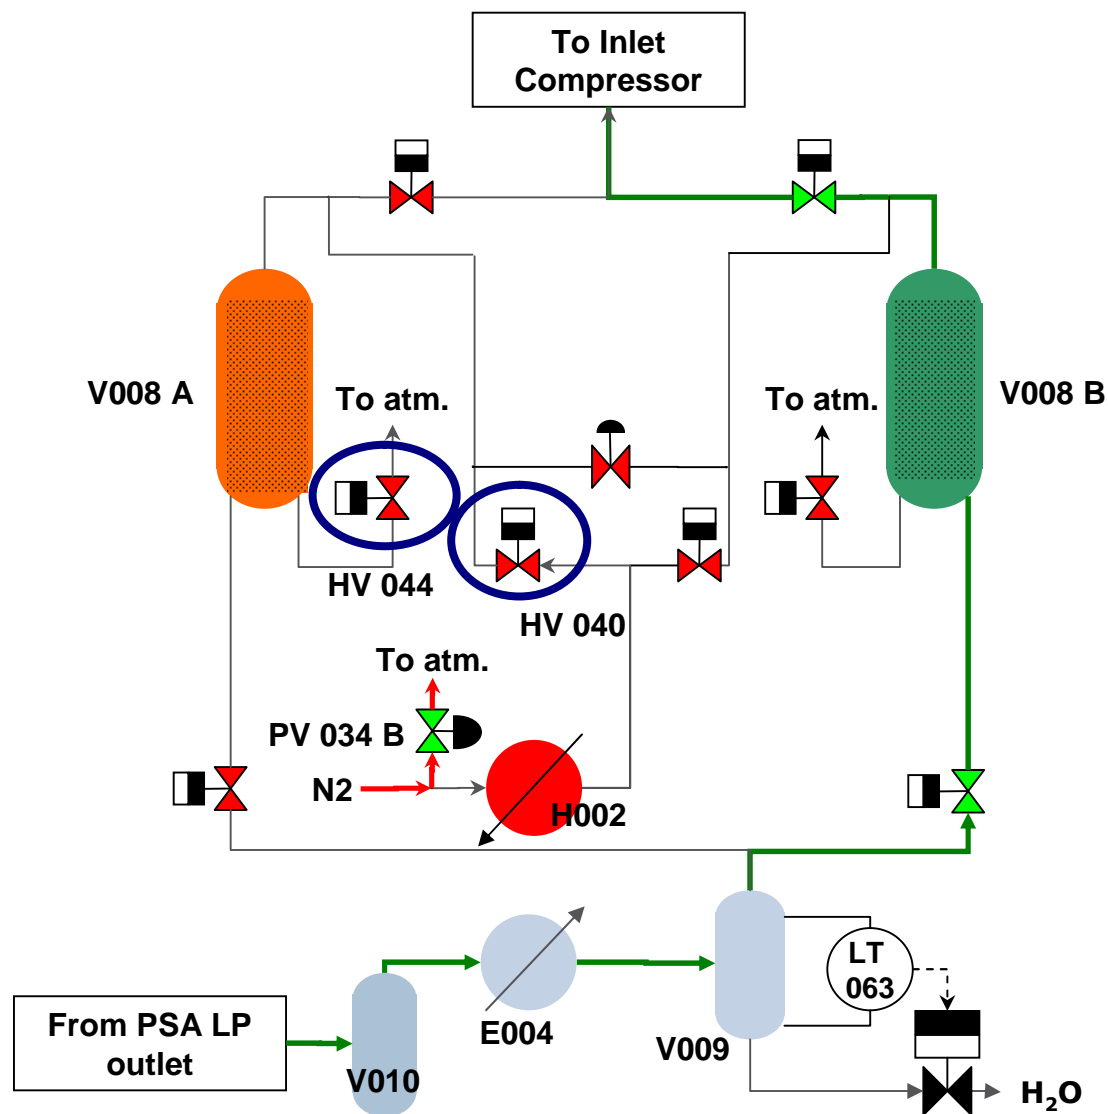 To Inlet
Compressor
V008 A
To atm.
To atm.
V008 B
HV 044
HV 040
To atm.
PV 034 B
N2
H002
LT
063
From PSA LP
outlet
V010
E004
V009
H₂O